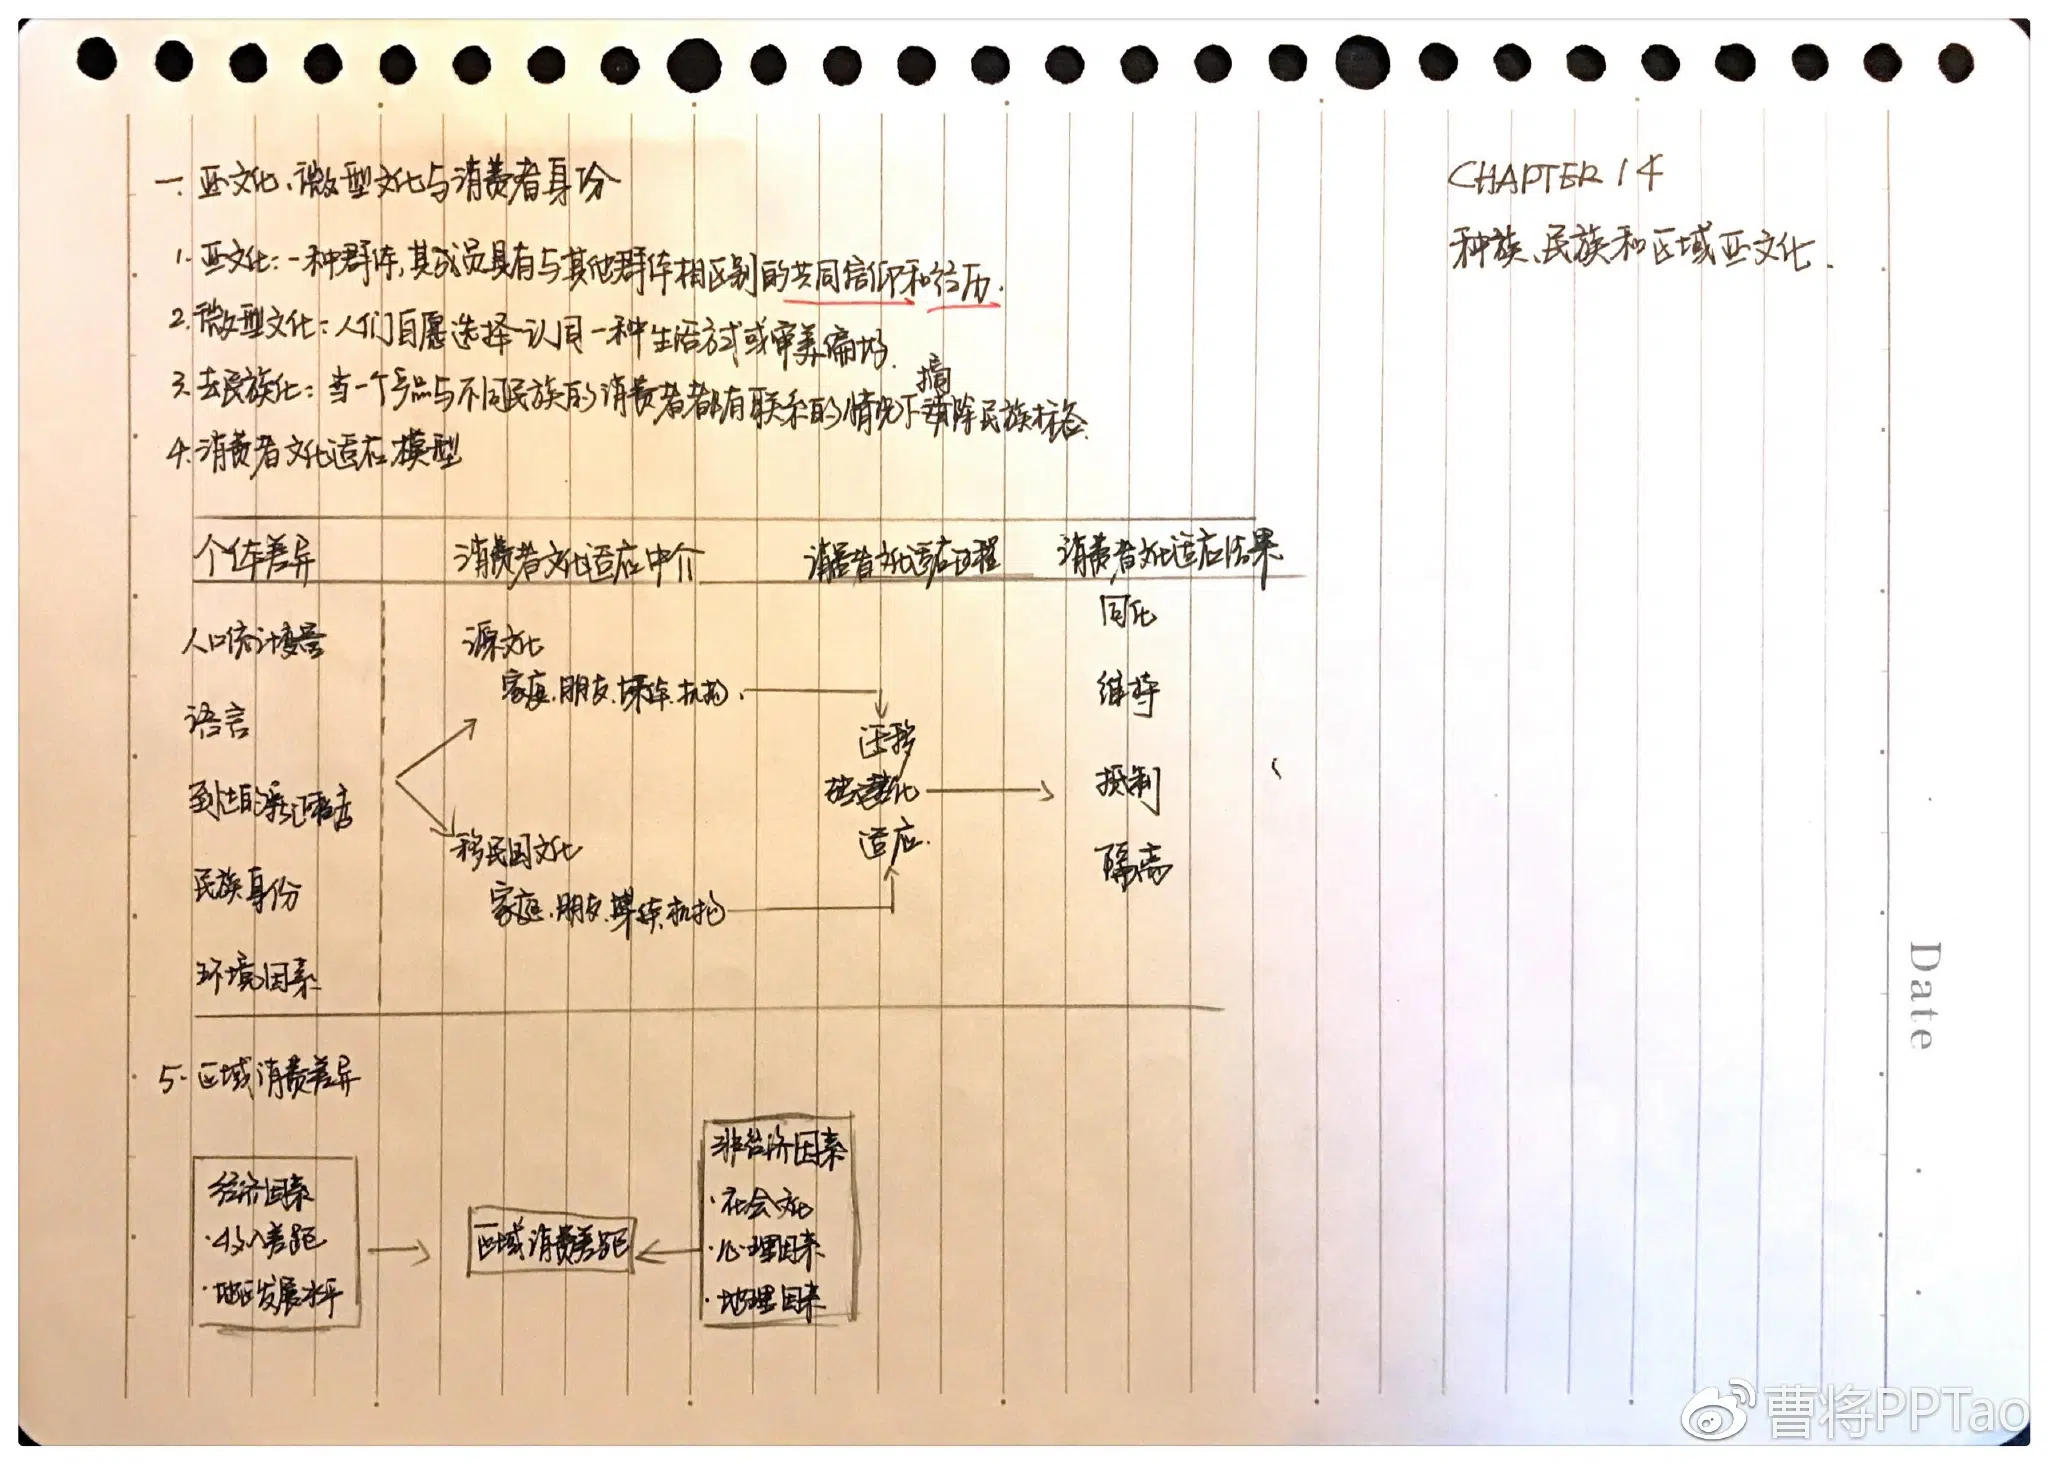 CHAPTER 14
种族、民族和区域亚文化.
一. 亚文化、微型文化与消费者身份
1. 亚文化:一种群体,其成员具有与其他群体相区别的共同信仰和经历.
2. 微型文化:人们自愿选择认同一种生活方式或审美偏好.
3. 去民族化:当一个产品与不同民族的消费者都有联系的情况下摘除民族标签.
4. 消费者文化适应模型
个体差异 消费者文化适应中介 消费者文化适应过程 消费者文化适应结果
人口统计变量
语言
民族身份
环境因素
源文化
家庭.朋友.媒体.机构.
移民国文化
家庭.朋友.媒体.机构
迁移
适应.
同化
维持
抵制
隔离
5. 区域消费差异
经济因素
·收入差距
·地区发展水平
区域消费差距
非经济因素
·社会文化
·心理因素
·地理因素
Date
曹将PPTao